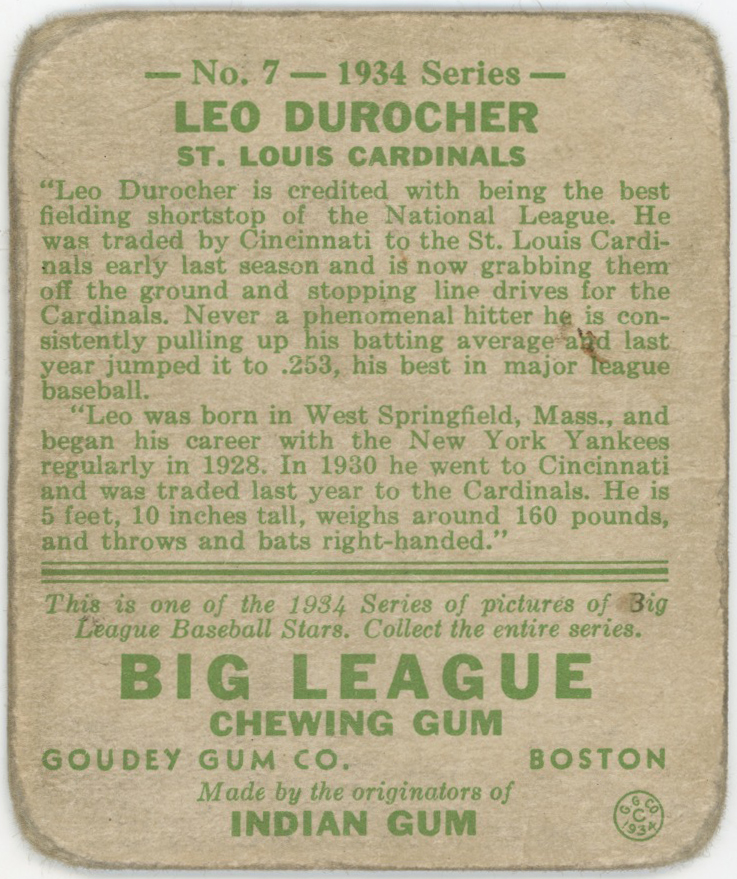 — No. 7 — 1934 Series —
LEO DUROCHER
ST. LOUIS CARDINALS
“Leo Durocher is credited with being the best
fielding shortstop of the National League. He
was traded by Cincinnati to the St. Louis Cardi-
nals early last season and is now grabbing them
off the ground and stopping line drives for the
Cardinals. Never a phenomenal hitter he is con-
sistently pulling up his batting average and last
year jumped it to .253, his best in major league
baseball.
“Leo was born in West Springfield, Mass., and
began his career with the New York Yankees
regularly in 1928. In 1930 he went to Cincinnati
and was traded last year to the Cardinals. He is
5 feet, 10 inches tall, weighs around 160 pounds,
and throws and bats right-handed.”
This is one of the 1934 Series of pictures of Big
League Baseball Stars. Collect the entire series.
BIG LEAGUE
CHEWING GUM
GOUDEY GUM CO. BOSTON
Made by the originators of
INDIAN GUM
G G CO
C
1934